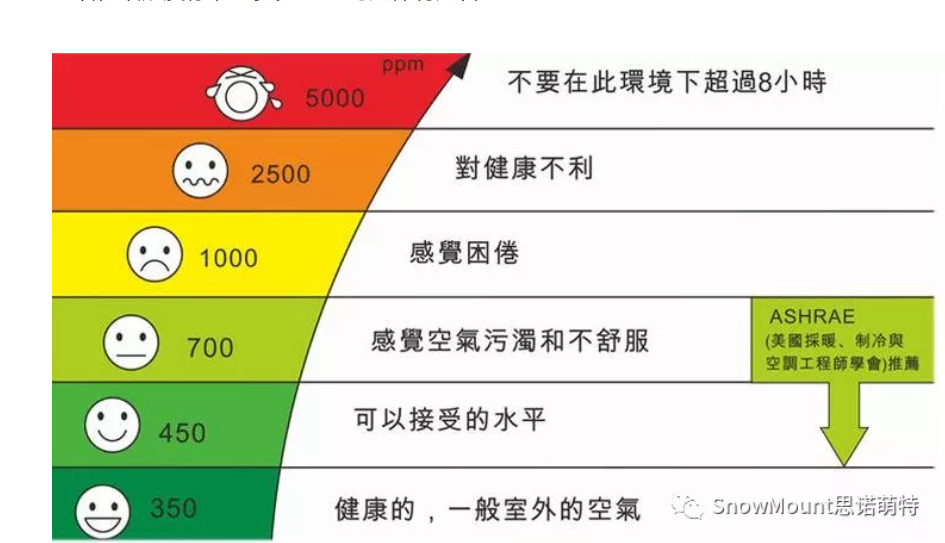 ppm
5000
不要在此環境下超過8小時
2500
對健康不利
1000
感覺困倦
700
感覺空氣污濁和不舒服
ASHRAE
(美國採暖、制冷與
空調工程師學會)推薦
450
可以接受的水平
350
健康的，一般室外的空氣
SnowMount思诺萌特